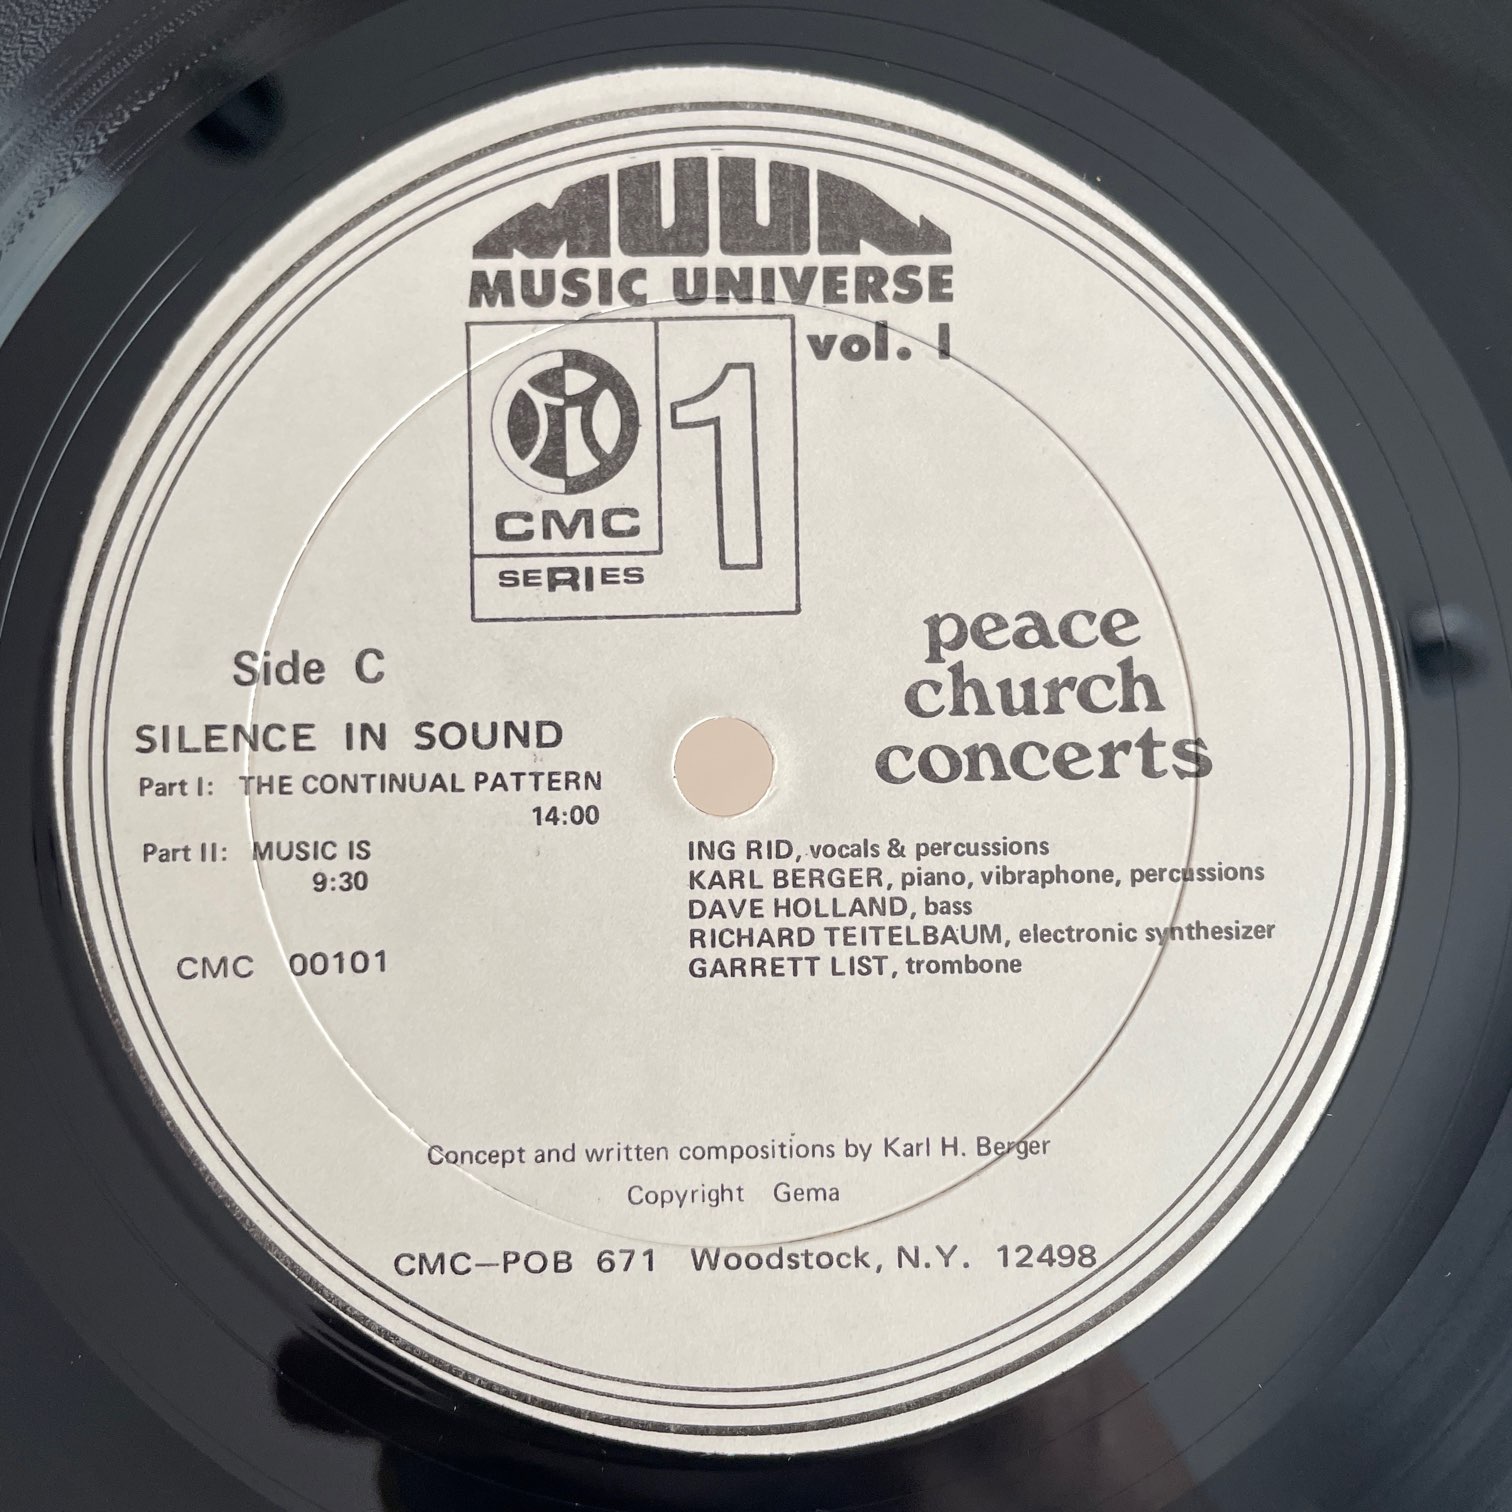 MUUN
MUSIC UNIVERSE
vol. 1
CMC
SERIES
1
peace
church
concerts
Side C
SILENCE IN SOUND
Part I: THE CONTINUAL PATTERN
14:00
Part II: MUSIC IS
9:30
CMC 00101
ING RID, vocals & percussions
KARL BERGER, piano, vibraphone, percussions
DAVE HOLLAND, bass
RICHARD TEITELBAUM, electronic synthesizer
GARRETT LIST, trombone
Concept and written compositions by Karl H. Berger
Copyright Gema
CMC—POB 671 Woodstock, N.Y. 12498